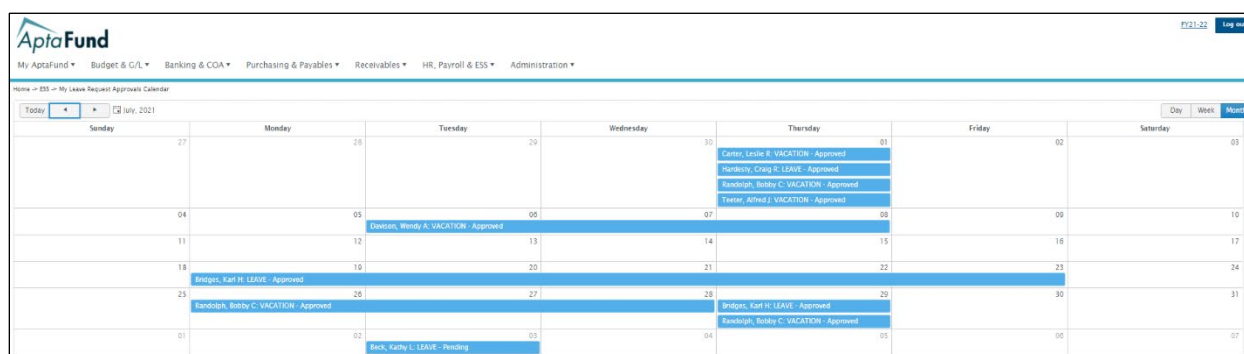 AptaFund
FY21-22 Log ou
My AptaFund ▾ Budget & G/L ▾ Banking & COA ▾ Purchasing & Payables ▾ Receivables ▾ HR, Payroll & ESS ▾ Administration ▾
Home -> ESS -> My Leave Request Approvals Calendar
Today July, 2021 Day Week Month
Sunday Monday Tuesday Wednesday Thursday Friday Saturday
27 28 29 30 01 02 03
Carter, Leslie R: VACATION - Approved
Hardesty, Craig R: LEAVE - Approved
Randolph, Bobby C: VACATION - Approved
Teeter, Alfred J: VACATION - Approved
04 05 06 07 08 09 10
Davison, Wendy A: VACATION - Approved
11 12 13 14 15 16 17
18 19 20 21 22 23 24
Bridges, Karl H: LEAVE - Approved
25 26 27 28 29 30 31
Randolph, Bobby C: VACATION - Approved Bridges, Karl H: LEAVE - Approved
Randolph, Bobby C: VACATION - Approved
01 02 03 04 05 06 07
Beck, Kathy L: LEAVE - Pending